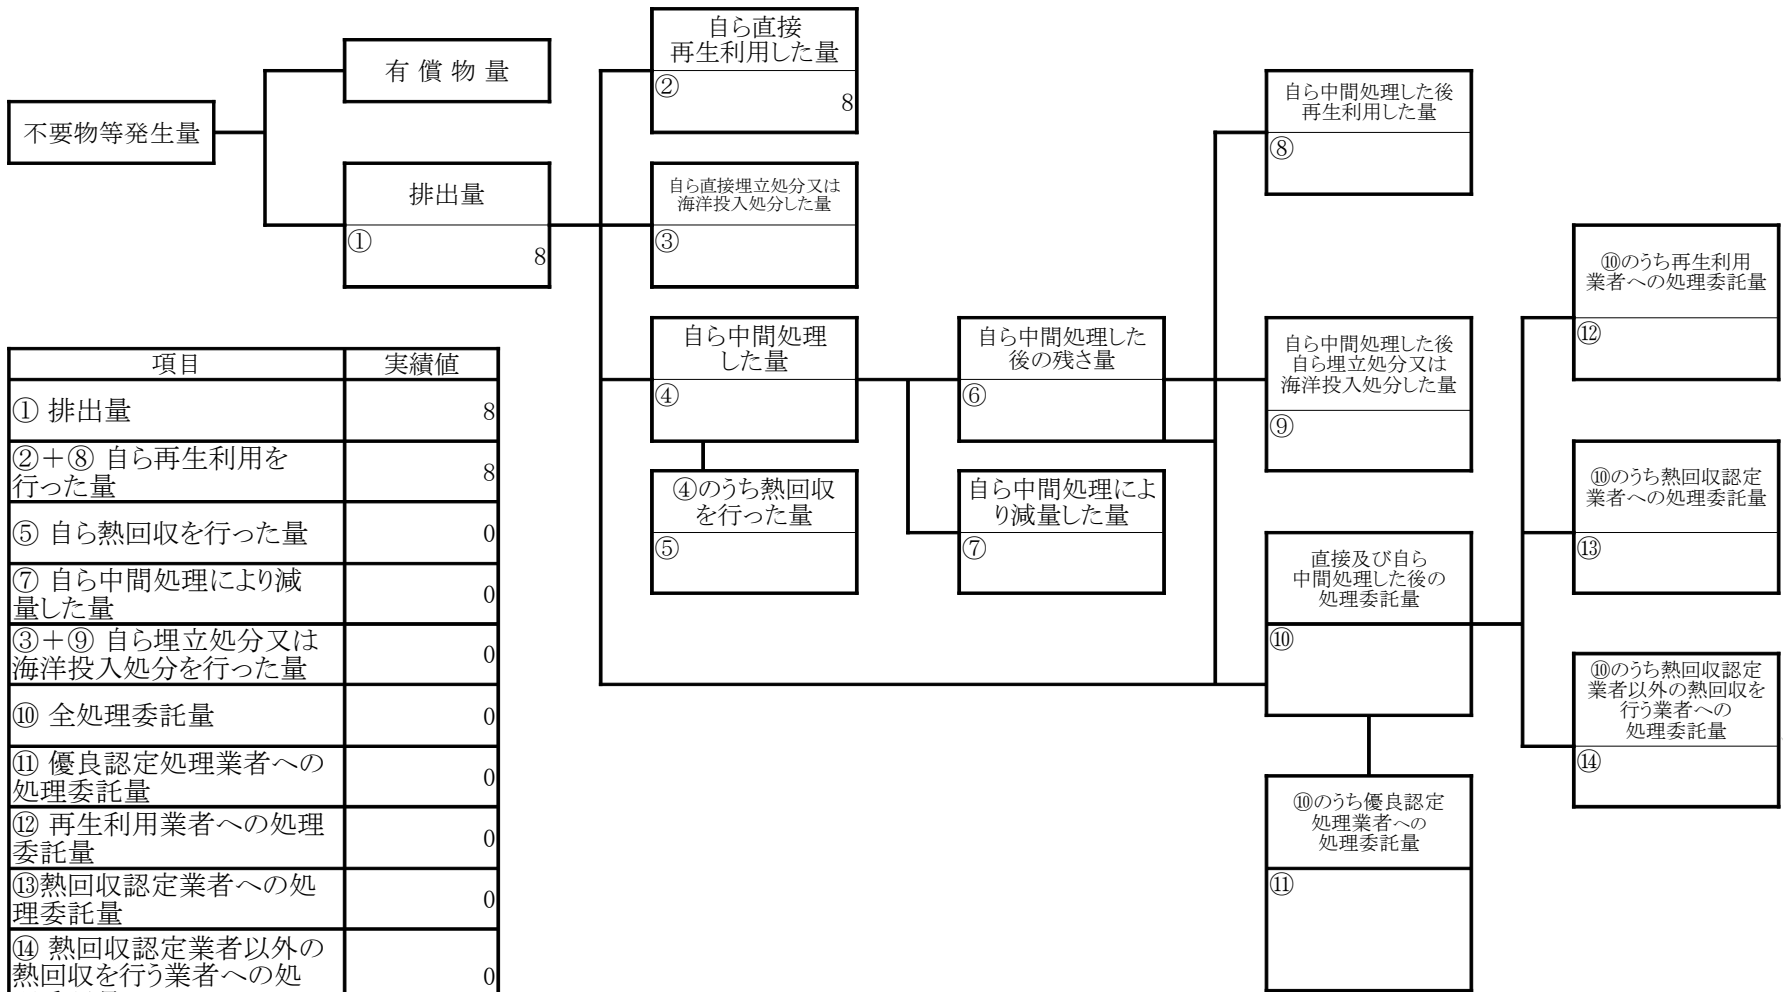 不要物等発生量
有 償 物 量
排出量
①
8
自ら直接
再生利用した量
②
8
自ら直接埋立処分又は
海洋投入処分した量
③
自ら中間処理
した量
④
④のうち熱回収
を行った量
⑤
自ら中間処理した
後の残さ量
⑥
自ら中間処理によ
り減量した量
⑦
自ら中間処理した後
再生利用した量
⑧
自ら中間処理した後
自ら埋立処分又は
海洋投入処分した量
⑨
直接及び自ら
中間処理した後の
処理委託量
⑩
⑩のうち優良認定
処理業者への
処理委託量
⑪
⑩のうち再生利用
業者への処理委託量
⑫
⑩のうち熱回収認定
業者への処理委託量
⑬
⑩のうち熱回収認定
業者以外の熱回収を
行う業者への
処理委託量
⑭
項目 実績値
① 排出量 8
②＋⑧ 自ら再生利用を
行った量 8
⑤ 自ら熱回収を行った量 0
⑦ 自ら中間処理により減
量した量 0
③＋⑨ 自ら埋立処分又は
海洋投入処分を行った量 0
⑩ 全処理委託量 0
⑪ 優良認定処理業者への
処理委託量 0
⑫ 再生利用業者への処理
委託量 0
⑬熱回収認定業者への処
理委託量 0
⑭ 熱回収認定業者以外の
熱回収を行う業者への処 0